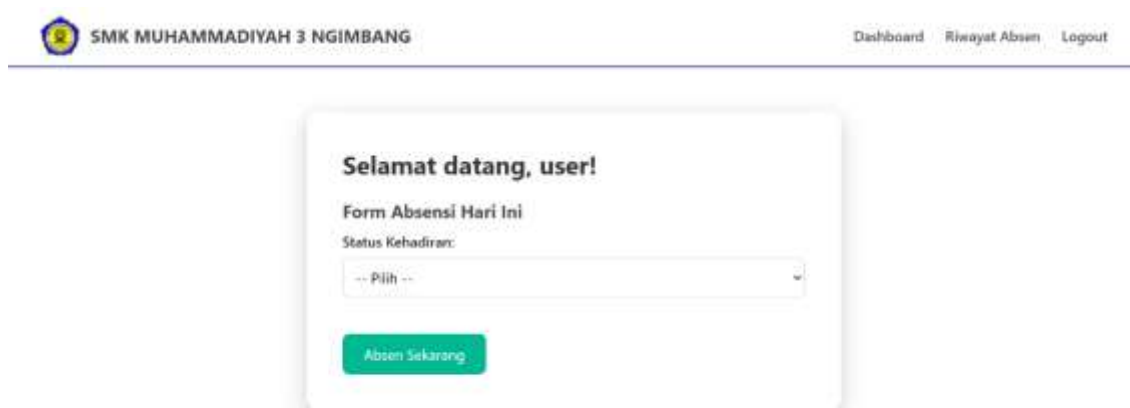 SMK MUHAMMADIYAH 3 NGIMBANG
Dashboard Riwayat Absen Logout
Selamat datang, user!
Form Absensi Hari Ini
Status Kehadiran:
-- Pilih --
Absen Sekarang